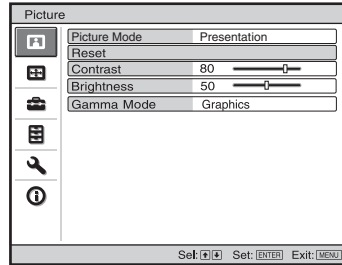 Picture
Picture Mode Presentation
Reset
Contrast 80
Brightness 50
Gamma Mode Graphics
Sel: ↑ ↓ Set: ENTER Exit: MENU